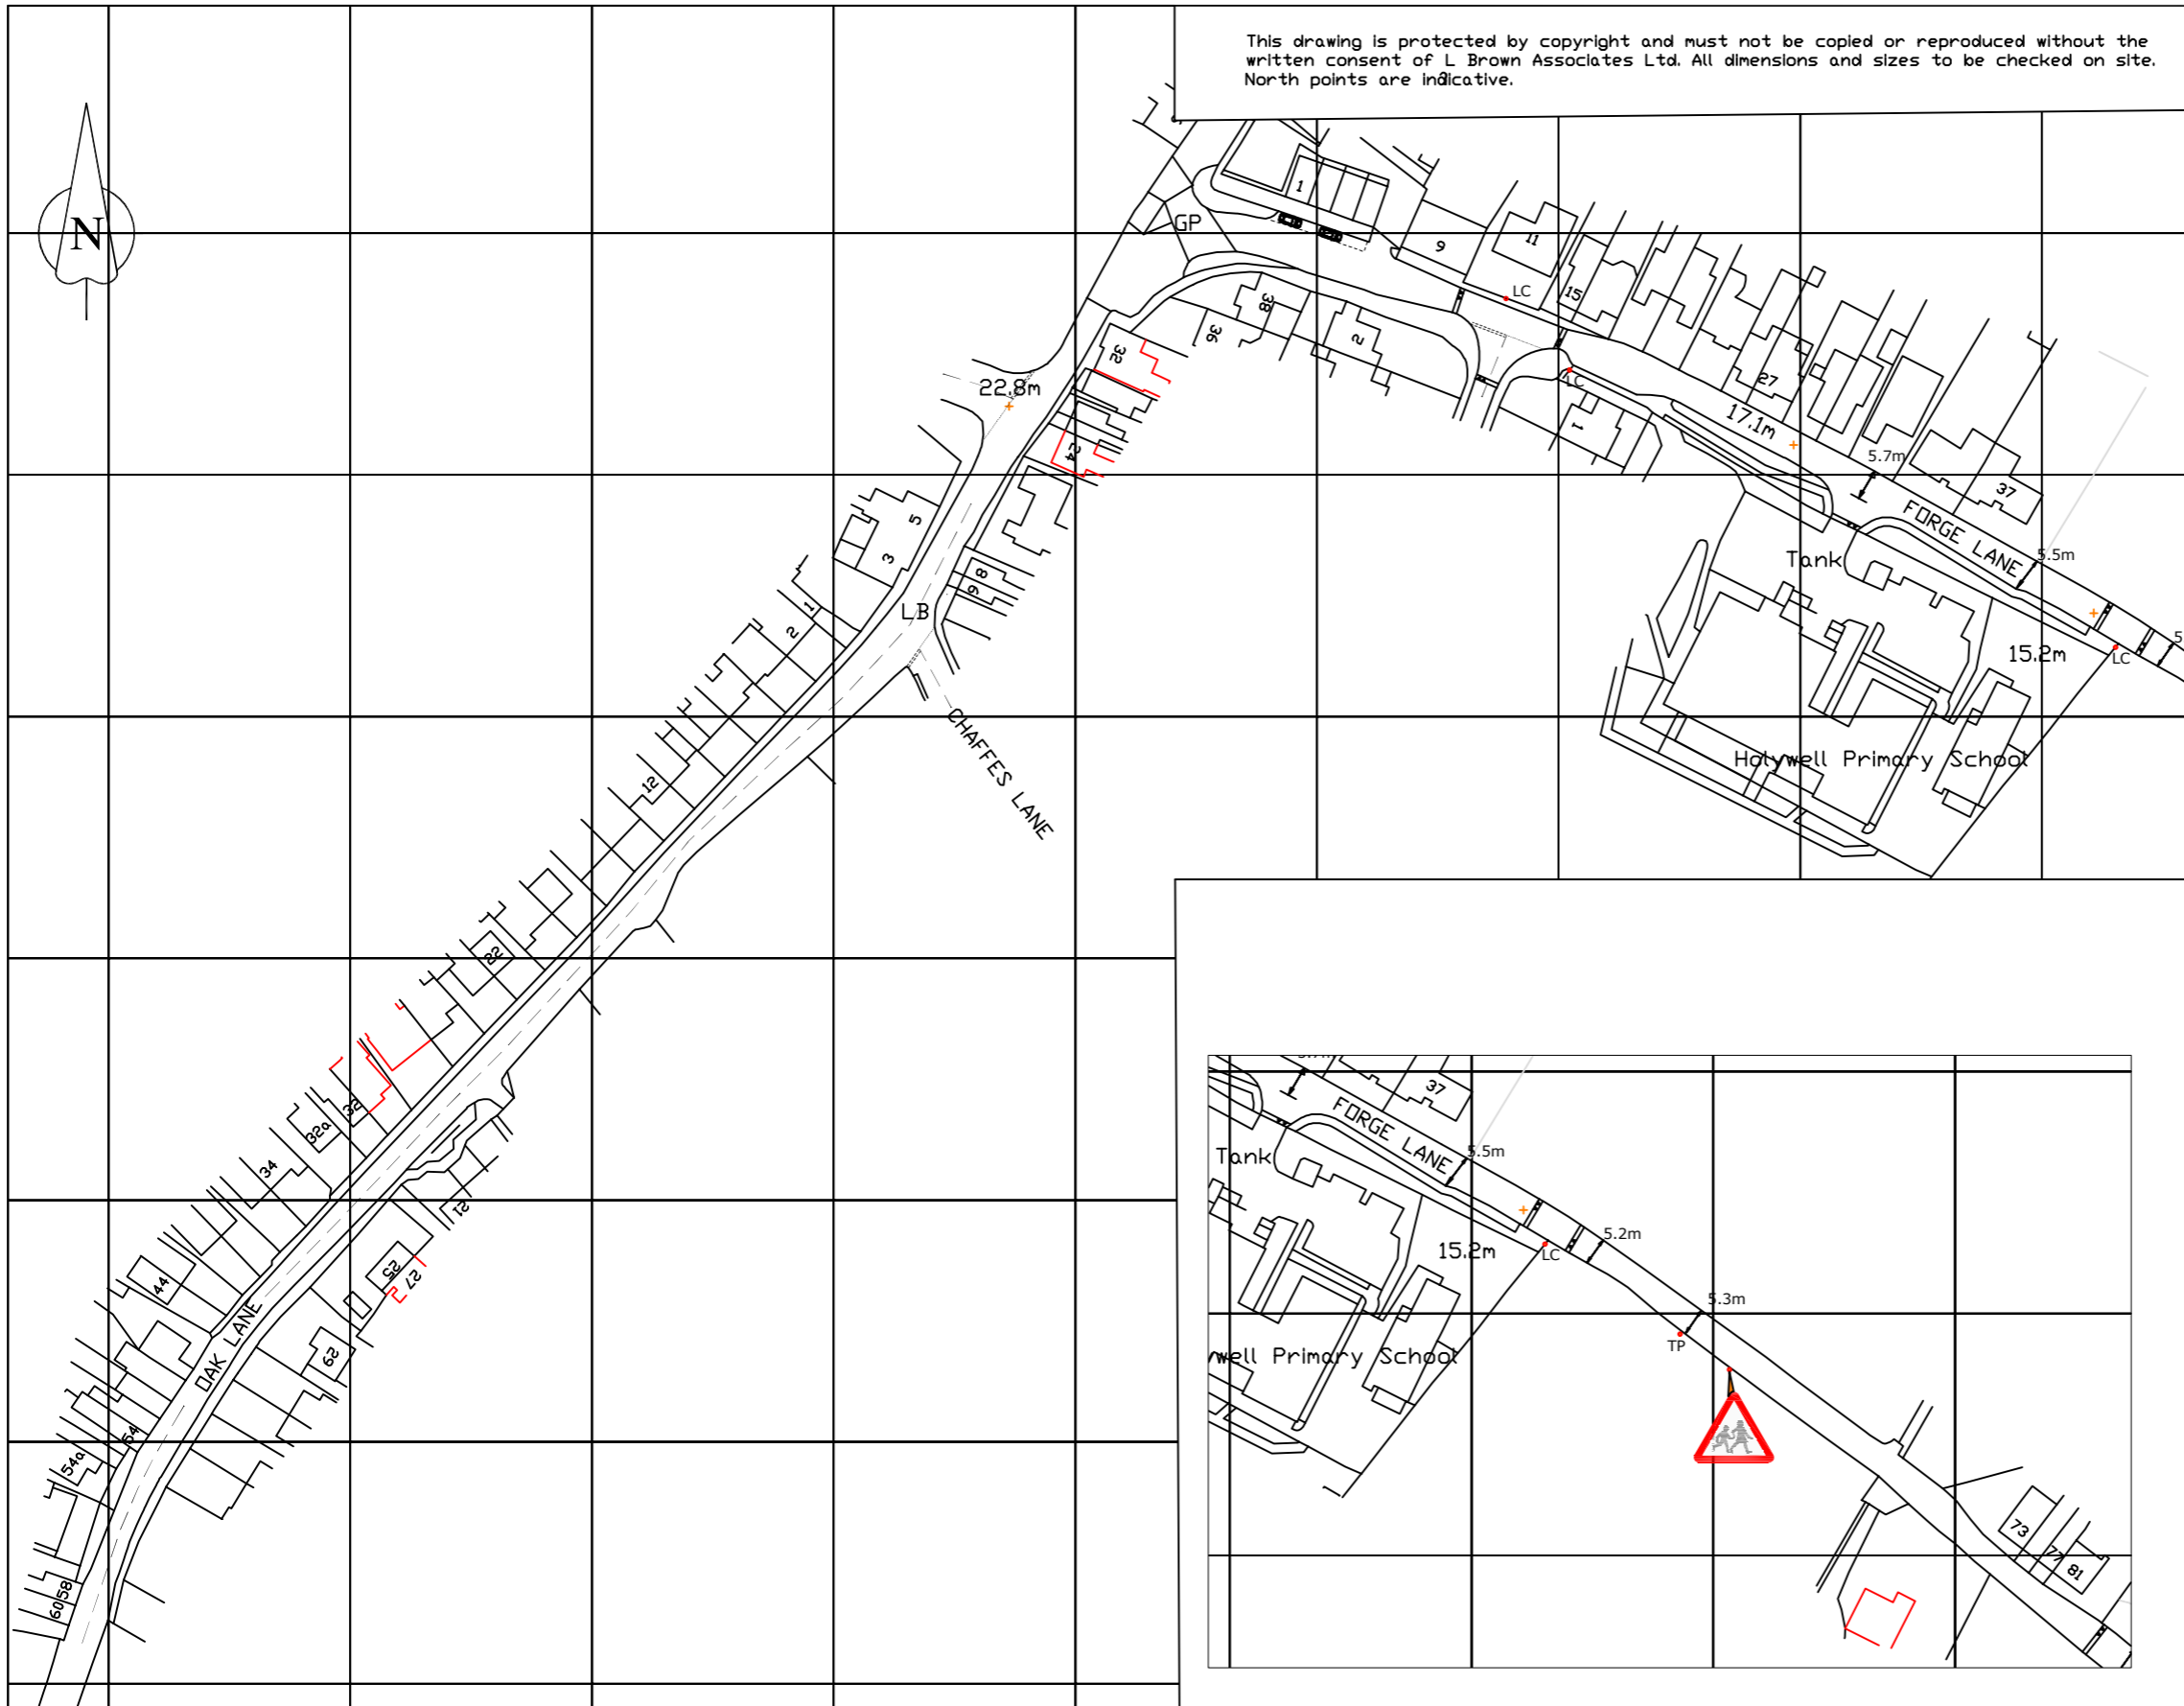 This drawing is protected by copyright and must not be copied or reproduced without the
written consent of L Brown Associates Ltd. All dimensions and sizes to be checked on site.
North points are indicative.
N
GP
1
9
11
LC
15
38
36
2
32
22.8m
24
LC
1
27
17.1m
5.7m
37
FORGE LANE
5.5m
Tank
15.2m
LC
Holywell Primary School
5
3
8
6
LB
1
2
CHAFFES LANE
12
22
32
32a
34
21
25
27
44
29
OAK LANE
54
54a
58
60
37
FORGE LANE
5.5m
Tank
15.2m
LC
5.2m
5.3m
TP
well Primary School
73
77
81